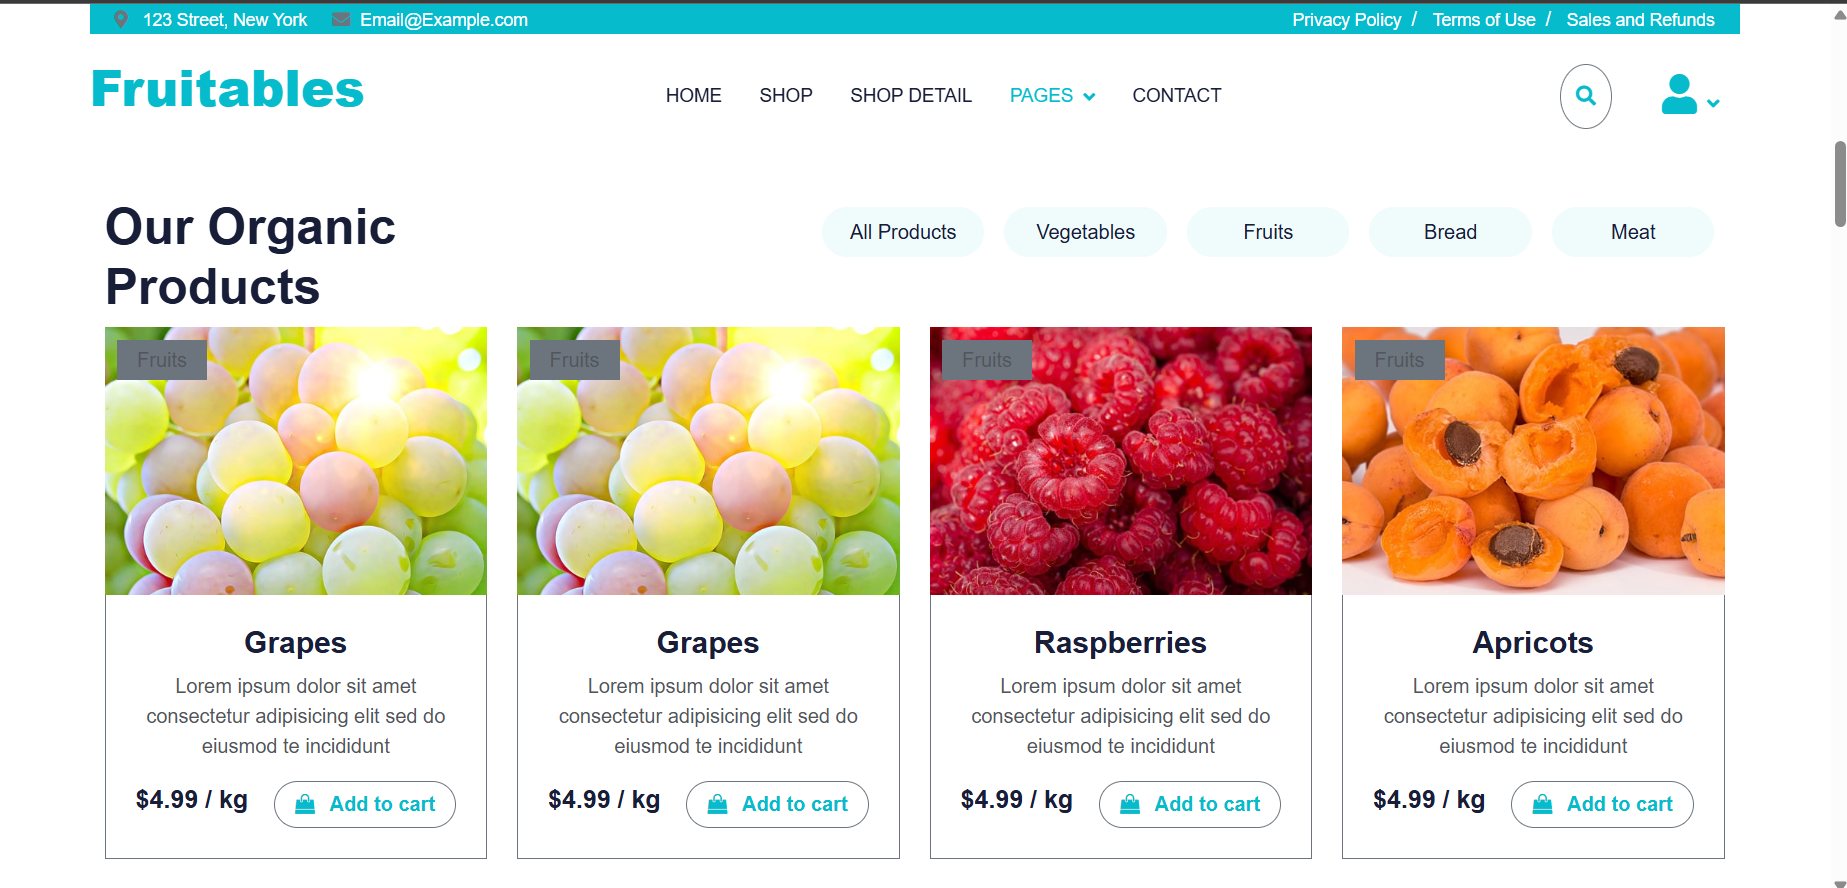 123 Street, New York Email@Example.com Privacy Policy / Terms of Use / Sales and Refunds
Fruitables HOME SHOP SHOP DETAIL PAGES CONTACT
Our Organic
Products
All Products Vegetables Fruits Bread Meat
Fruits Fruits Fruits Fruits
Grapes
Lorem ipsum dolor sit amet
consectetur adipisicing elit sed do
eiusmod te incididunt
$4.99 / kg Add to cart
Grapes
Lorem ipsum dolor sit amet
consectetur adipisicing elit sed do
eiusmod te incididunt
$4.99 / kg Add to cart
Raspberries
Lorem ipsum dolor sit amet
consectetur adipisicing elit sed do
eiusmod te incididunt
$4.99 / kg Add to cart
Apricots
Lorem ipsum dolor sit amet
consectetur adipisicing elit sed do
eiusmod te incididunt
$4.99 / kg Add to cart